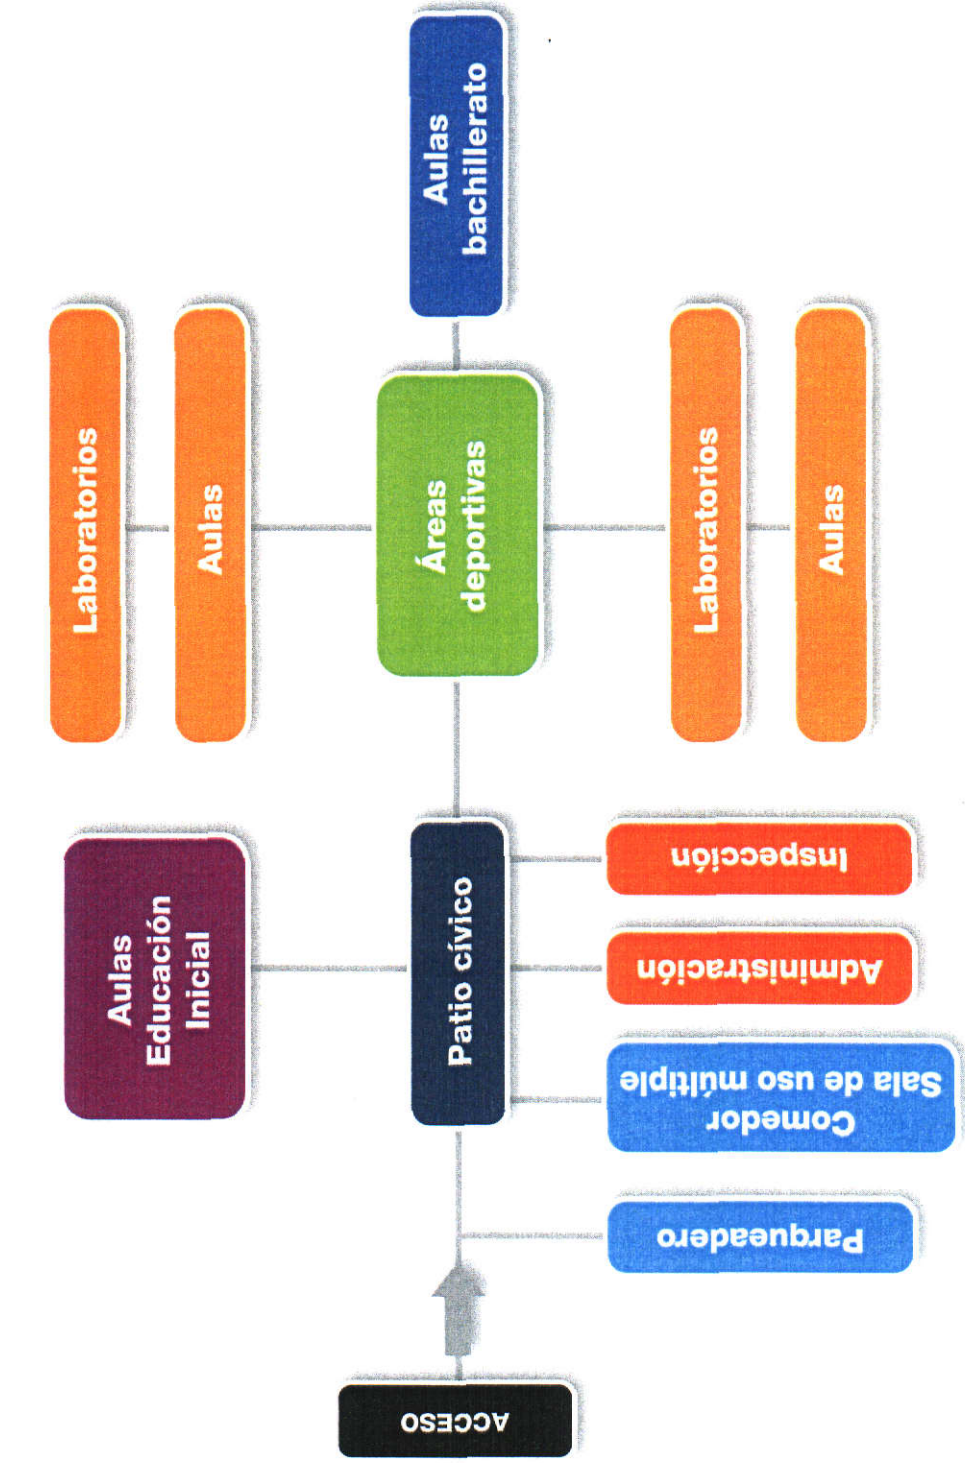 ACCESO
Parqueadero
Comedor
Sala de uso múltiple
Administración
Inspección
Patio cívico
Aulas
Educación
Inicial
Áreas
deportivas
Aulas
Laboratorios
Laboratorios
Aulas
Aulas
bachillerato